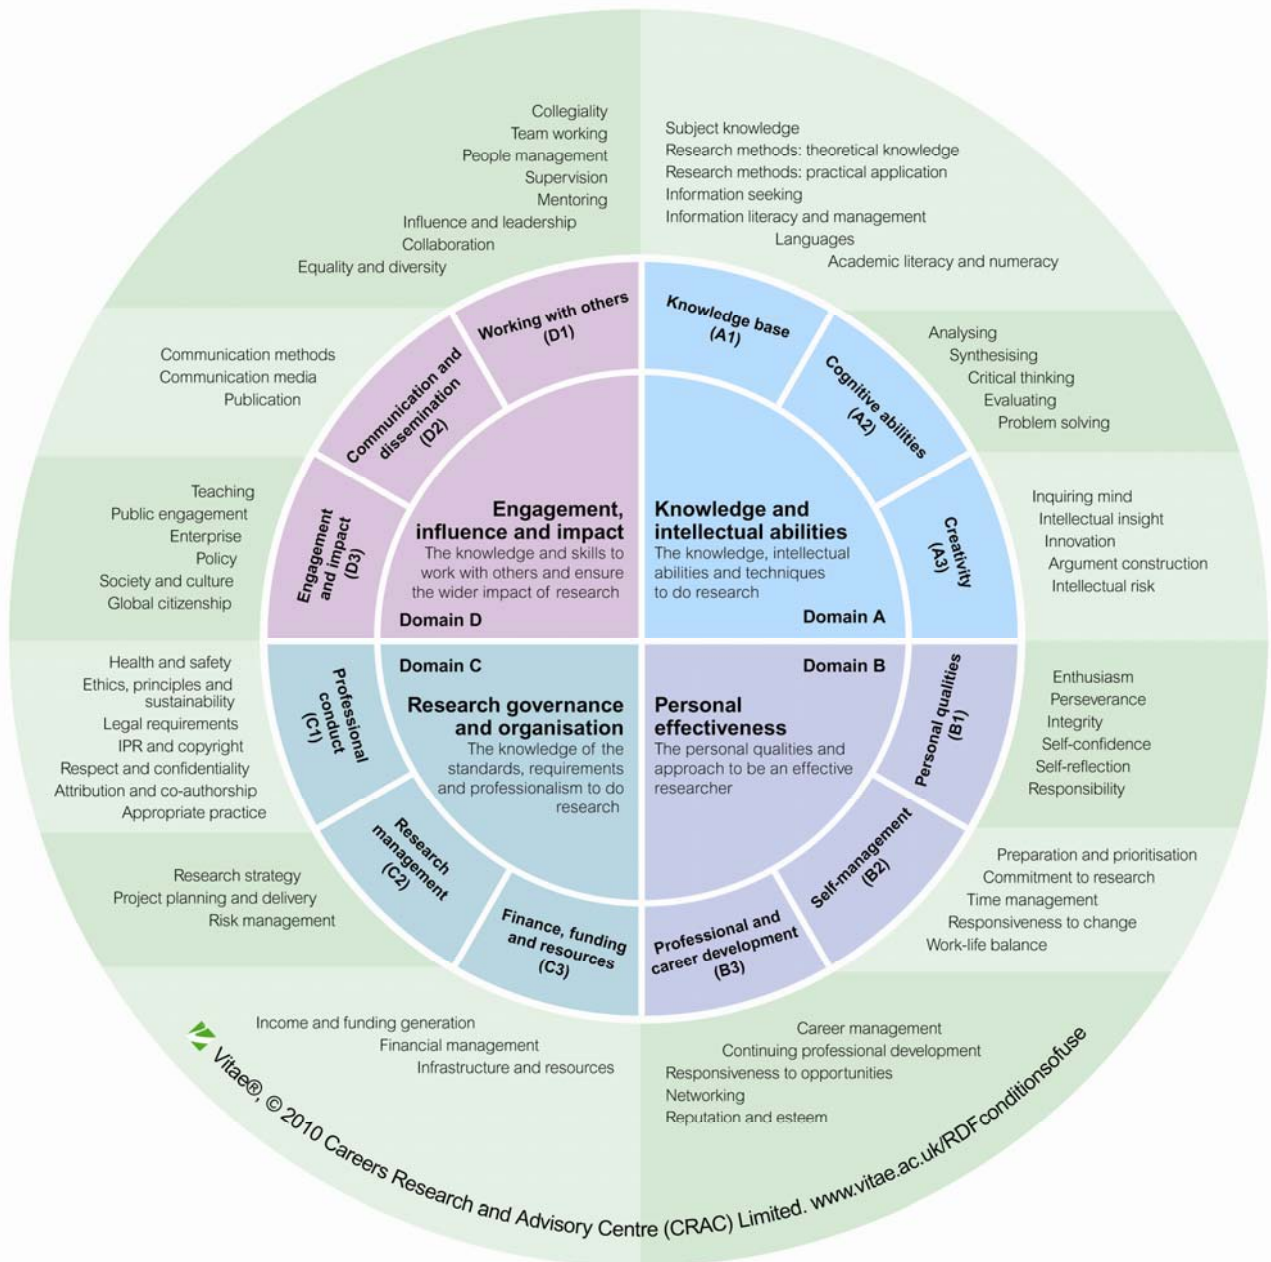 Collegiality
Team working
People management
Supervision
Mentoring
Influence and leadership
Collaboration
Equality and diversity
Subject knowledge
Research methods: theoretical knowledge
Research methods: practical application
Information seeking
Information literacy and management
Languages
Academic literacy and numeracy
Communication methods
Communication media
Publication
Analysing
Synthesising
Critical thinking
Evaluating
Problem solving
Teaching
Public engagement
Enterprise
Policy
Society and culture
Global citizenship
Inquiring mind
Intellectual insight
Innovation
Argument construction
Intellectual risk
Working with others
(D1)
Communication and
dissemination
(D2)
Engagement
and impact
(D3)
Knowledge base
(A1)
Cognitive abilities
(A2)
Creativity
(A3)
Engagement,
influence and impact
The knowledge and skills to
work with others and ensure
the wider impact of research
Domain D
Knowledge and
intellectual abilities
The knowledge, intellectual
abilities and techniques
to do research
Domain A
Domain C
Research governance
and organisation
The knowledge of the
standards, requirements
and professionalism to do
research
Domain B
Personal
effectiveness
The personal qualities and
approach to be an effective
researcher
Professional
conduct
(C1)
Research
management
(C2)
Finance, funding
and resources
(C3)
Personal qualities
(B1)
Self-management
(B2)
Professional and
career development
(B3)
Health and safety
Ethics, principles and
sustainability
Legal requirements
IPR and copyright
Respect and confidentiality
Attribution and co-authorship
Appropriate practice
Enthusiasm
Perseverance
Integrity
Self-confidence
Self-reflection
Responsibility
Research strategy
Project planning and delivery
Risk management
Preparation and prioritisation
Commitment to research
Time management
Responsiveness to change
Work-life balance
Income and funding generation
Financial management
Infrastructure and resources
Career management
Continuing professional development
Responsiveness to opportunities
Networking
Reputation and esteem
Vitae®, © 2010 Careers Research and Advisory Centre (CRAC) Limited. www.vitae.ac.uk/RDFconditionsofuse